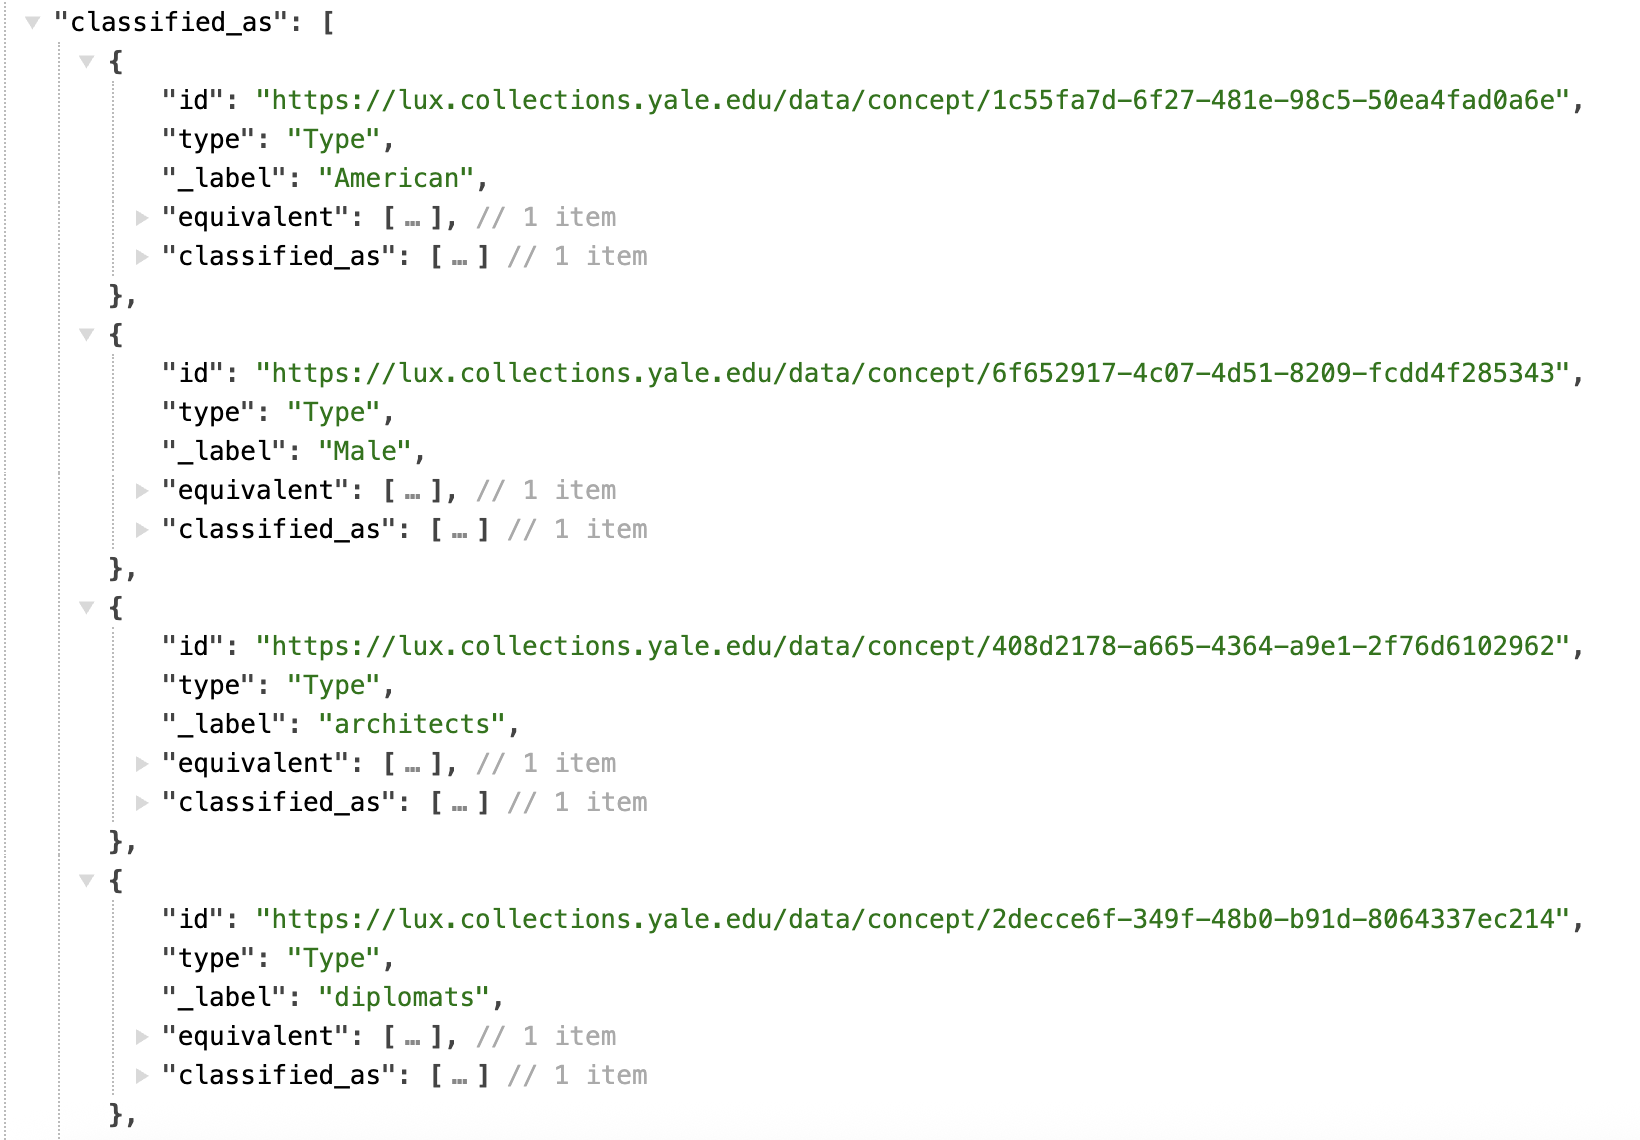 "classified_as": [
{
"id": "https://lux.collections.yale.edu/data/concept/1c55fa7d-6f27-481e-98c5-50ea4fad0a6e",
"type": "Type",
"_label": "American",
"equivalent": [ … ], // 1 item
"classified_as": [ … ] // 1 item
},
{
"id": "https://lux.collections.yale.edu/data/concept/6f652917-4c07-4d51-8209-fcdd4f285343",
"type": "Type",
"_label": "Male",
"equivalent": [ … ], // 1 item
"classified_as": [ … ] // 1 item
},
{
"id": "https://lux.collections.yale.edu/data/concept/408d2178-a665-4364-a9e1-2f76d6102962",
"type": "Type",
"_label": "architects",
"equivalent": [ … ], // 1 item
"classified_as": [ … ] // 1 item
},
{
"id": "https://lux.collections.yale.edu/data/concept/2decce6f-349f-48b0-b91d-8064337ec214",
"type": "Type",
"_label": "diplomats",
"equivalent": [ … ], // 1 item
"classified_as": [ … ] // 1 item
},